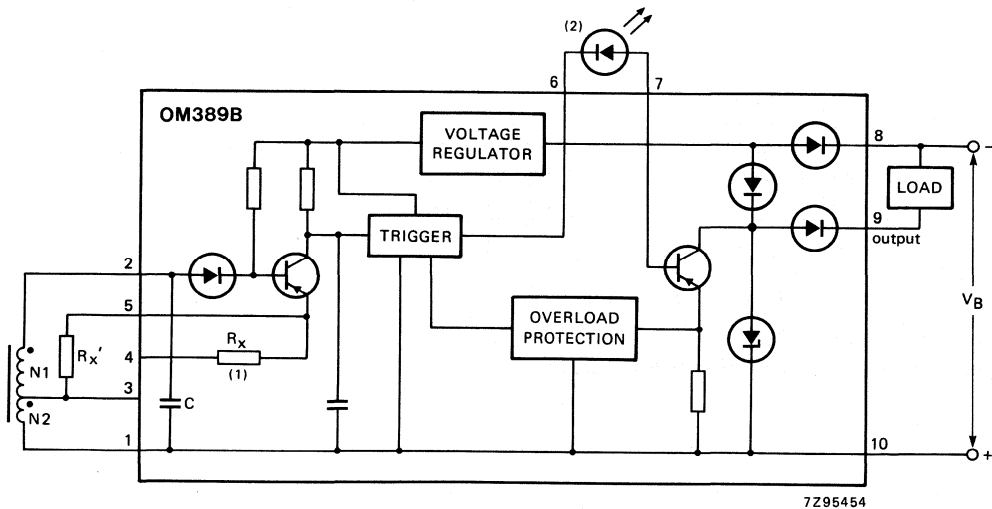 (2)
6
7
OM389B
VOLTAGE
REGULATOR
8
−
LOAD
TRIGGER
9
output
2
5
VB
OVERLOAD
PROTECTION
Rx
4
Rx'
(1)
N1
3
C
N2
1
10
+
7Z95454